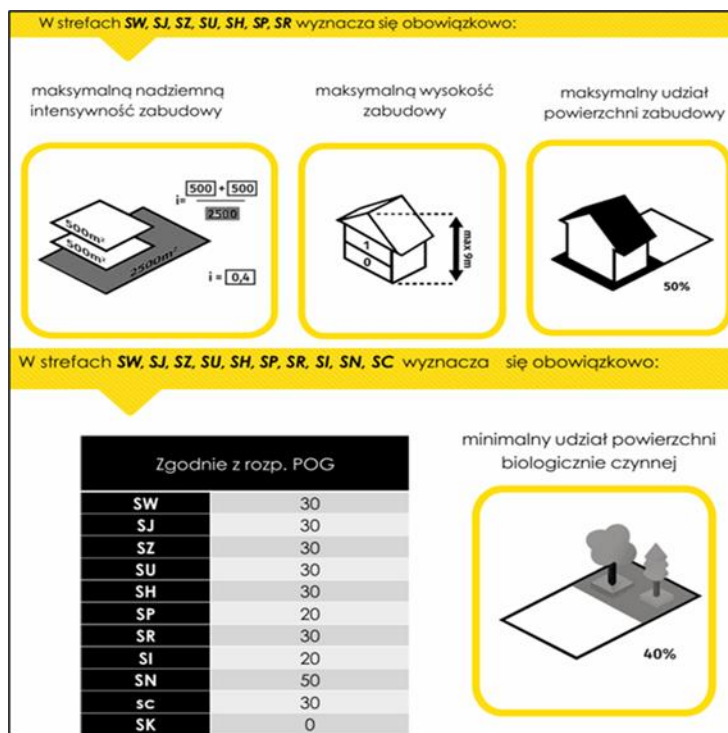 W strefach SW, SJ, SZ, SU, SH, SP, SR wyznacza się obowiązkowo:
maksymalną nadziemną
intensywność zabudowy
maksymalną wysokość
zabudowy
maksymalny udział
powierzchni zabudowy
i= 500 + 500
2500
500m²
500m²
2500m²
i = 0,4
1
0
max 9m
50%
W strefach SW, SJ, SZ, SU, SH, SP, SR, SI, SN, SC wyznacza się obowiązkowo:
Zgodnie z rozp. POG
SW 30
SJ 30
SZ 30
SU 30
SH 30
SP 20
SR 30
SI 20
SN 50
sc 30
SK 0
minimalny udział powierzchni
biologicznie czynnej
40%